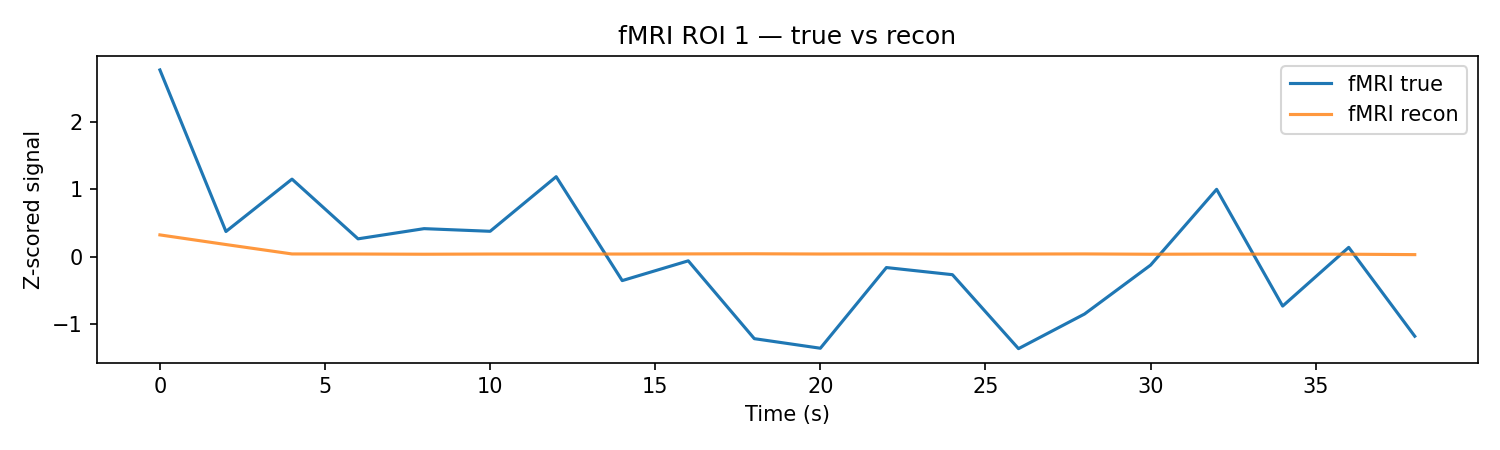 fMRI ROI 1 — true vs recon
fMRI true
fMRI recon
Z-scored signal
2
1
0
−1
0 5 10 15 20 25 30 35
Time (s)